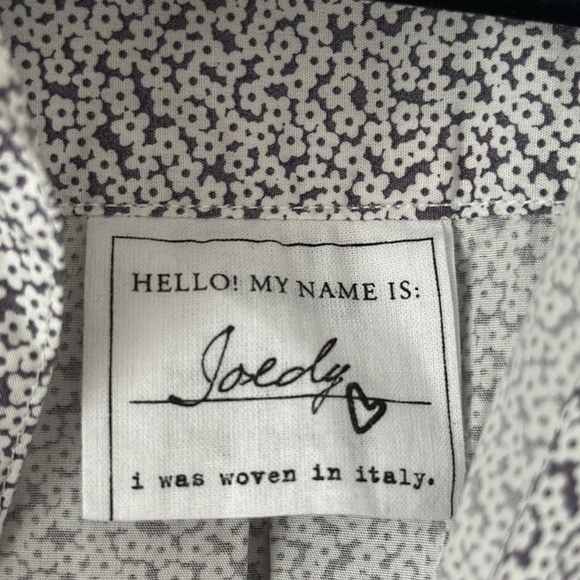 HELLO! MY NAME IS:
Joedy
i was woven in italy.